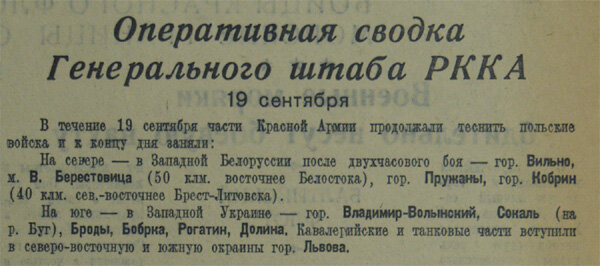 Оперативная сводка
Генерального штаба РККА
19 сентября
В течение 19 сентября части Красной Армии продолжали теснить польские
войска и к концу дня заняли:
На севере — в Западной Белоруссии после двухчасового боя — гор. Вильно,
м. В. Берестовица (50 клм. восточнее Белостока), гор. Пружаны, гор. Кобрин
(40 клм. сев.-восточнее Брест-Литовска).
На юге — в Западной Украине — гор. Владимир-Волынский, Сокаль (на
р. Буг), Броды, Бобрка, Рогатин, Долина. Кавалерийские и танковые части вступили
в северо-восточную и южную окраины гор. Львова.